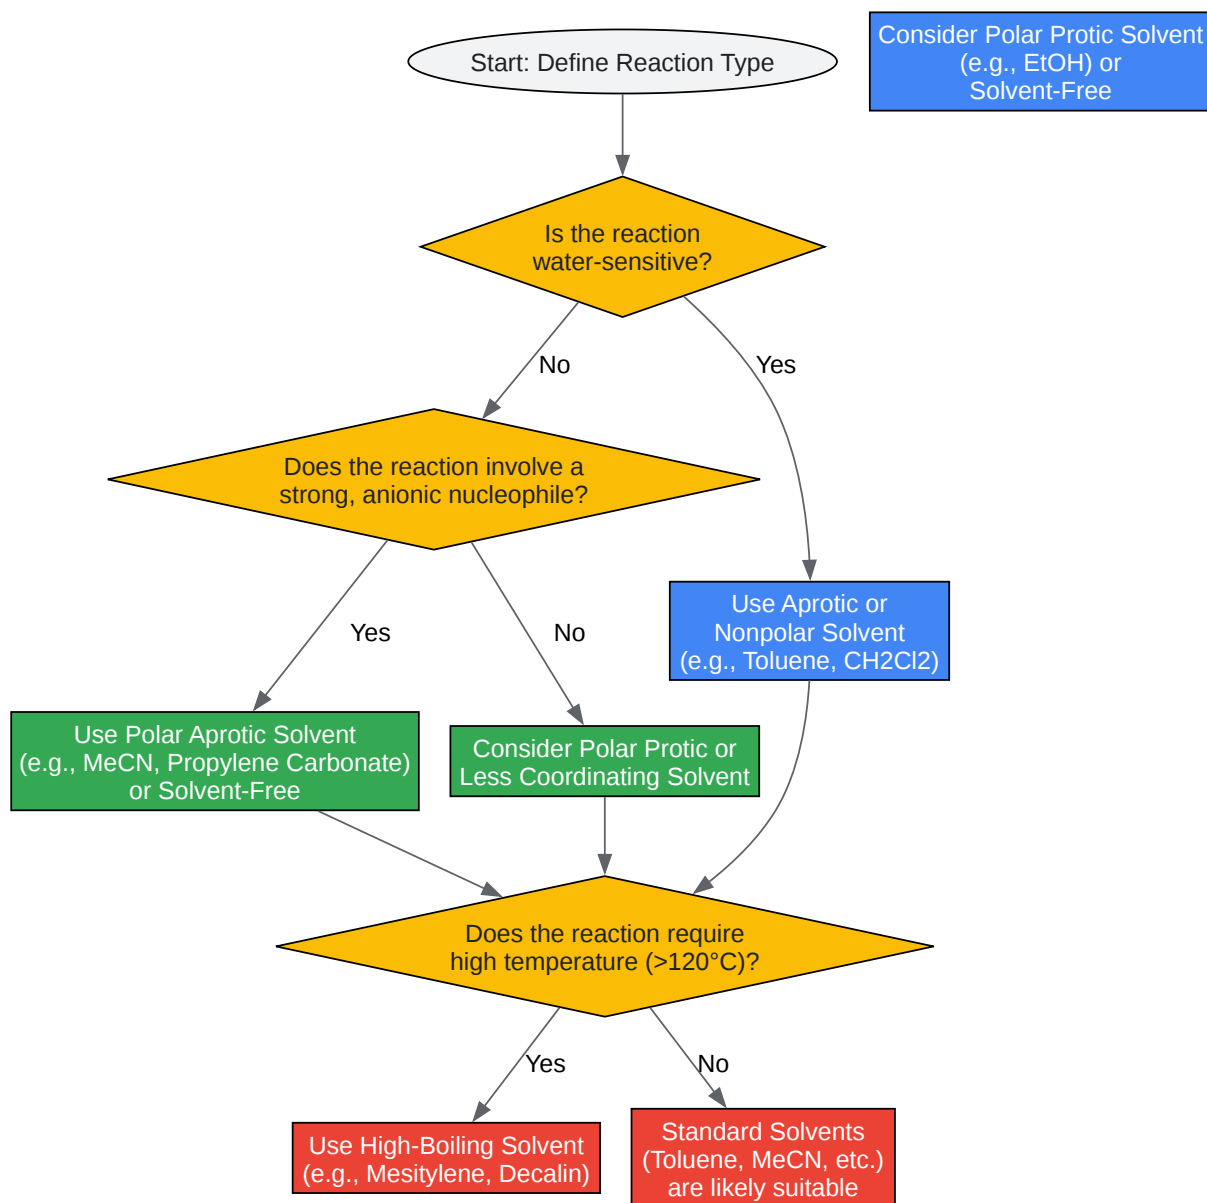 Start: Define Reaction Type
Consider Polar Protic Solvent
(e.g., EtOH) or
Solvent-Free
Is the reaction
water-sensitive?
No
Yes
Does the reaction involve a
strong, anionic nucleophile?
Yes
No
Use Aprotic or
Nonpolar Solvent
(e.g., Toluene, CH2Cl2)
Use Polar Aprotic Solvent
(e.g., MeCN, Propylene Carbonate)
or Solvent-Free
Consider Polar Protic or
Less Coordinating Solvent
Does the reaction require
high temperature (>120°C)?
Yes
No
Use High-Boiling Solvent
(e.g., Mesitylene, Decalin)
Standard Solvents
(Toluene, MeCN, etc.)
are likely suitable